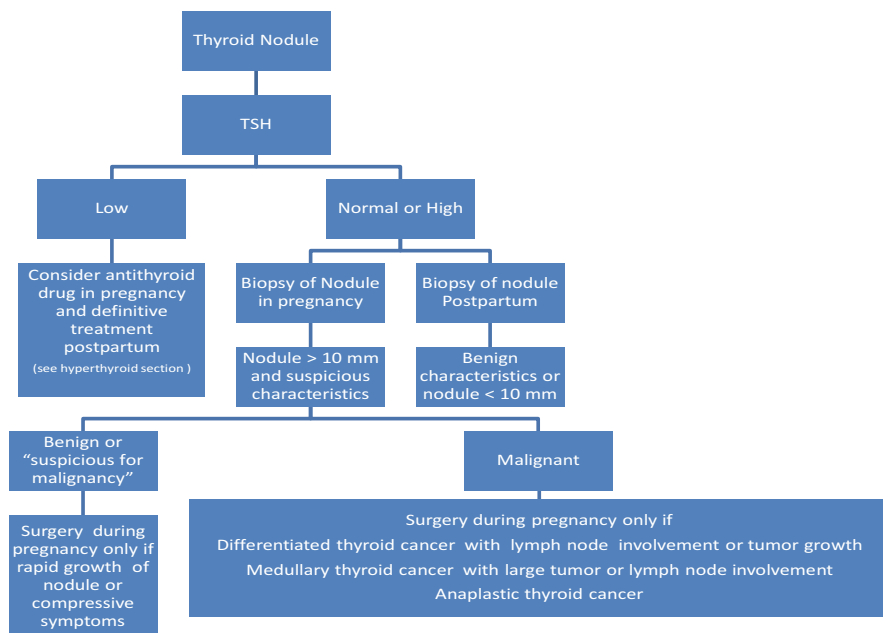 Thyroid Nodule
TSH
Low
Normal or High
Consider antithyroid
drug in pregnancy
and definitive
treatment
postpartum
(see hyperthyroid section )
Biopsy of Nodule
in pregnancy
Biopsy of nodule
Postpartum
Nodule > 10 mm
and suspicious
characteristics
Benign
characteristics or
nodule < 10 mm
Benign or
“suspicious for
malignancy”
Malignant
Surgery during
pregnancy only if
rapid growth of
nodule or
compressive
symptoms
Surgery during pregnancy only if
Differentiated thyroid cancer with lymph node involvement or tumor growth
Medullary thyroid cancer with large tumor or lymph node involvement
Anaplastic thyroid cancer